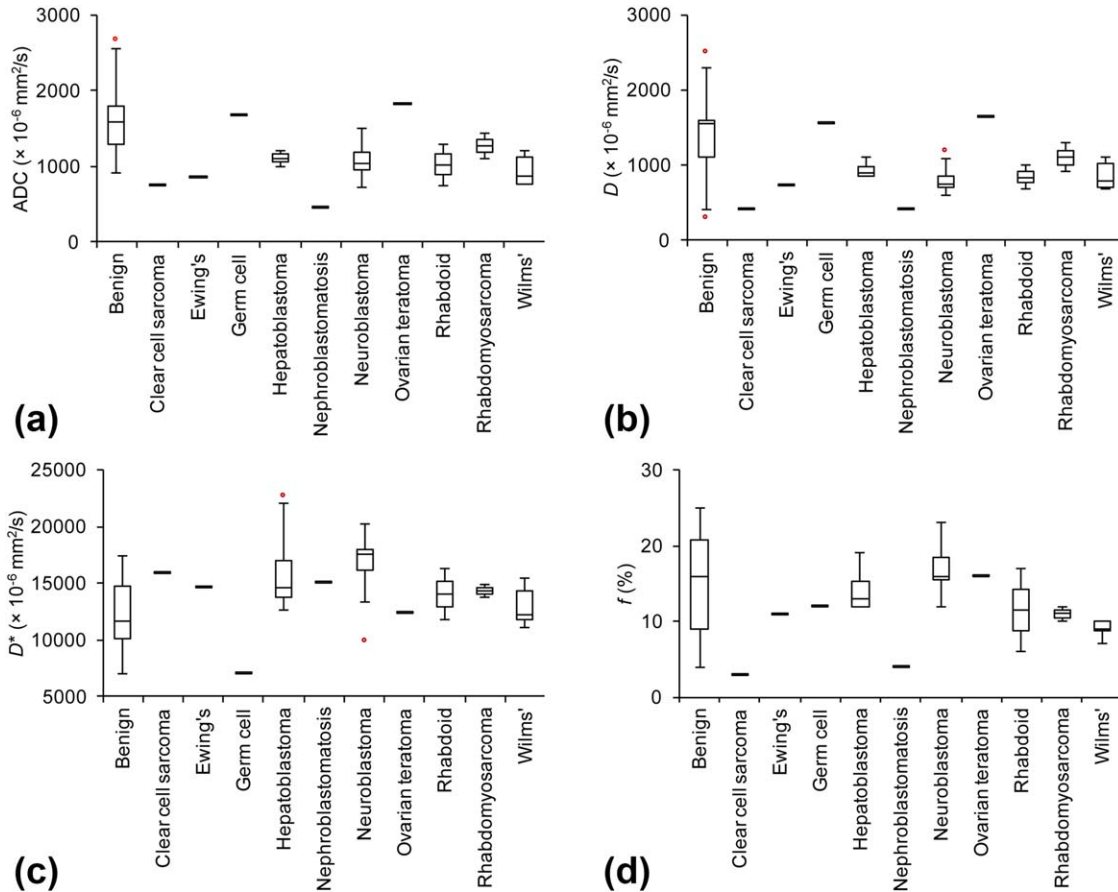 3000
2000
1000
0
ADC (× 10⁻⁶ mm²/s)
Benign
Clear cell sarcoma
Ewing's
Germ cell
Hepatoblastoma
Nephroblastomatosis
Neuroblastoma
Ovarian teratoma
Rhabdoid
Rhabdomyosarcoma
Wilms'
(a)
3000
2000
1000
0
D (× 10⁻⁶ mm²/s)
Benign
Clear cell sarcoma
Ewing's
Germ cell
Hepatoblastoma
Nephroblastomatosis
Neuroblastoma
Ovarian teratoma
Rhabdoid
Rhabdomyosarcoma
Wilms'
(b)
25000
20000
15000
10000
5000
D* (× 10⁻⁶ mm²/s)
Benign
Clear cell sarcoma
Ewing's
Germ cell
Hepatoblastoma
Nephroblastomatosis
Neuroblastoma
Ovarian teratoma
Rhabdoid
Rhabdomyosarcoma
Wilms'
(c)
30
20
10
0
f (%)
Benign
Clear cell sarcoma
Ewing's
Germ cell
Hepatoblastoma
Nephroblastomatosis
Neuroblastoma
Ovarian teratoma
Rhabdoid
Rhabdomyosarcoma
Wilms'
(d)